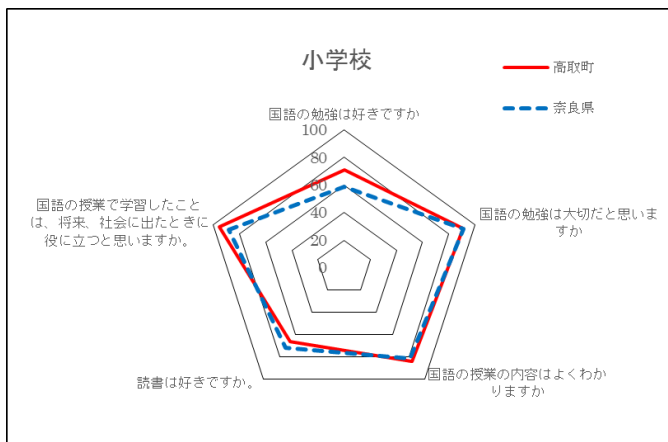 小学校
高取町
奈良県
国語の勉強は好きですか
100
80
60
40
20
0
国語の勉強は大切だと思います
か
国語の授業の内容はよくわか
りますか
読書は好きですか。
国語の授業で学習したこと
は、将来、社会に出たときに
役に立つと思いますか。